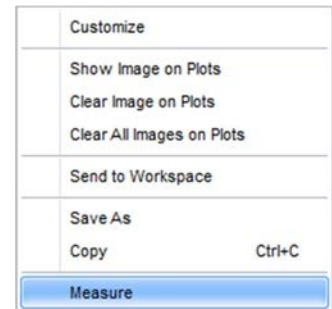 Customize
Show Image on Plots
Clear Image on Plots
Clear All Images on Plots
Send to Workspace
Save As
Copy Ctrl+C
Measure